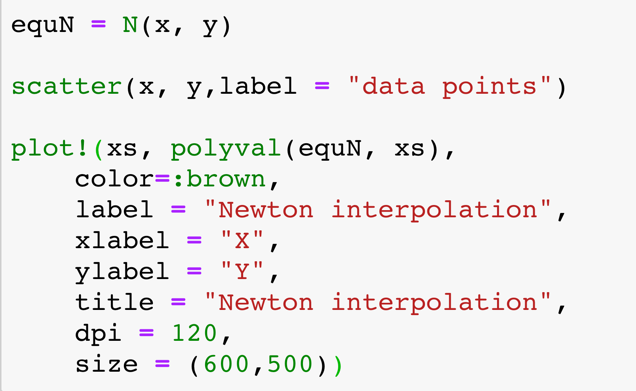 equN = N(x, y)
scatter(x, y,label = "data points")
plot!(xs, polyval(equN, xs),
    color=:brown,
    label = "Newton interpolation",
    xlabel = "X",
    ylabel = "Y",
    title = "Newton interpolation",
    dpi = 120,
    size = (600,500))